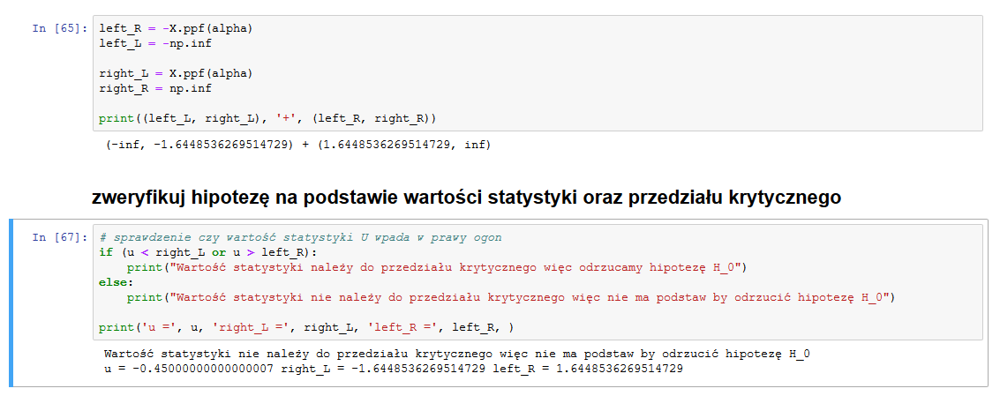 In [65]: left_R = -X.ppf(alpha)
left_L = -np.inf
right_L = X.ppf(alpha)
right_R = np.inf
print((left_L, right_L), '+', (left_R, right_R))
(-inf, -1.6448536269514729) + (1.6448536269514729, inf)
zweryfikuj hipotezę na podstawie wartości statystyki oraz przedziału krytycznego
In [67]: # sprawdzenie czy wartość statystyki U wpada w prawy ogon
if (u < right_L or u > left_R):
    print("Wartość statystyki należy do przedziału krytycznego więc odrzucamy hipotezę H_0")
else:
    print("Wartość statystyki nie należy do przedziału krytycznego więc nie ma podstaw by odrzucić hipotezę H_0")
print('u =', u, 'right_L =', right_L, 'left_R =', left_R, )
Wartość statystyki nie należy do przedziału krytycznego więc nie ma podstaw by odrzucić hipotezę H_0
u = -0.45000000000000007 right_L = -1.6448536269514729 left_R = 1.6448536269514729